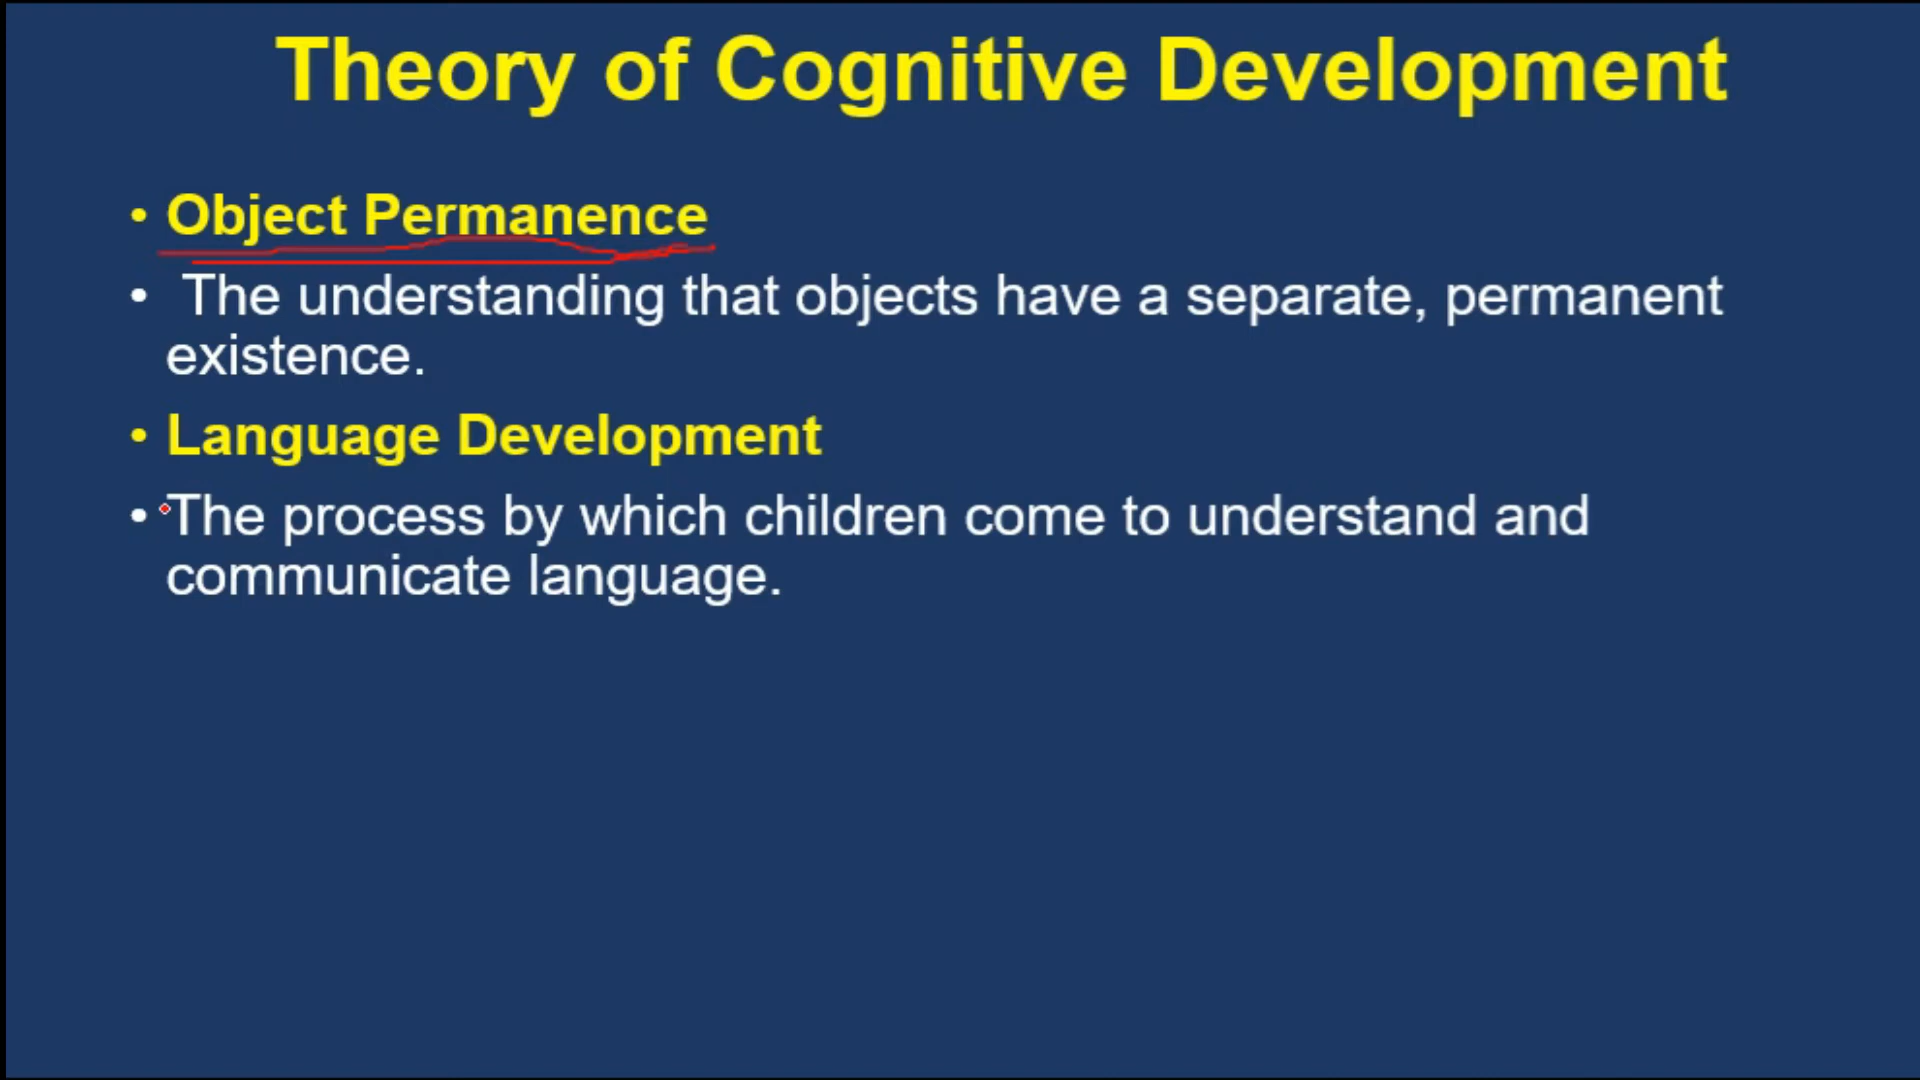 Theory of Cognitive Development
• Object Permanence
• The understanding that objects have a separate, permanent
existence.
• Language Development
• The process by which children come to understand and
communicate language.